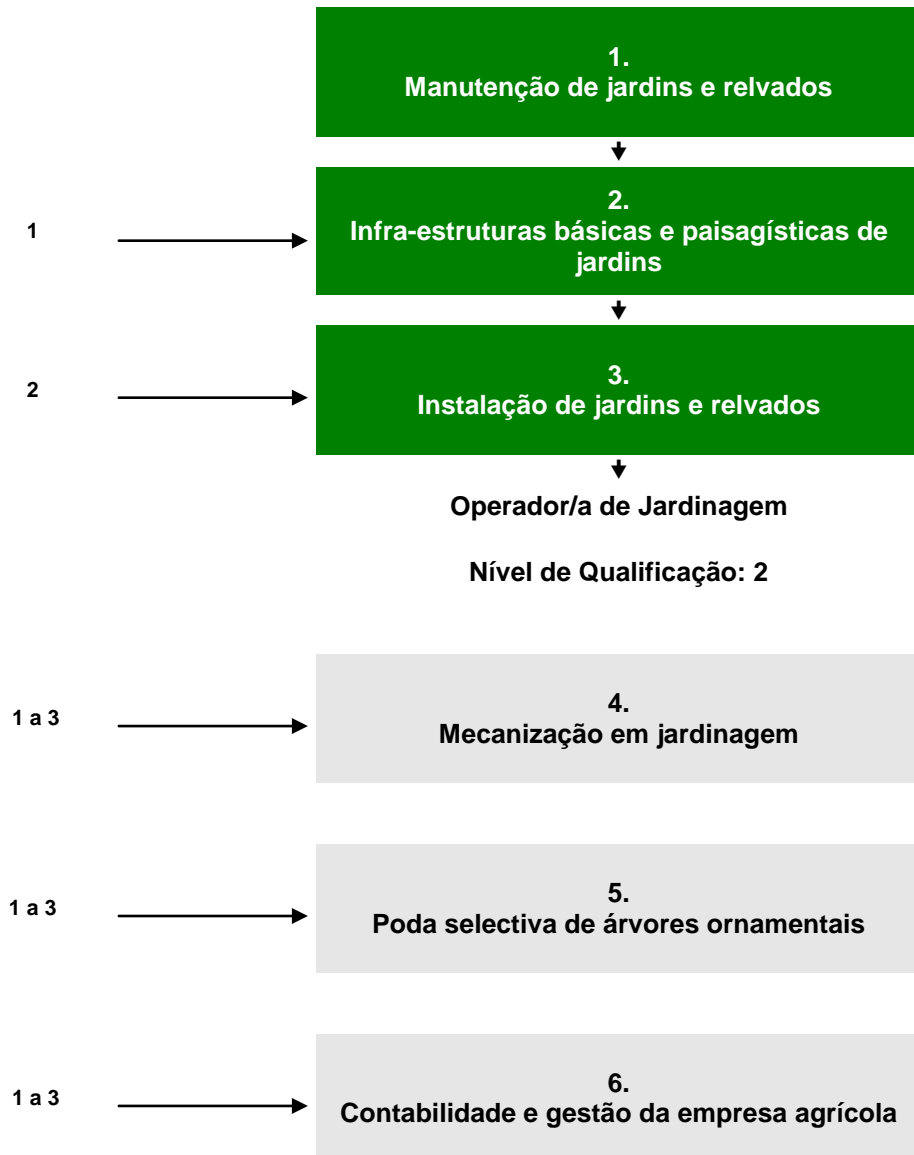 1.
Manutenção de jardins e relvados
1
2.
Infra-estruturas básicas e paisagísticas de
jardins
2
3.
Instalação de jardins e relvados
Operador/a de Jardinagem
Nível de Qualificação: 2
1 a 3
4.
Mecanização em jardinagem
1 a 3
5.
Poda selectiva de árvores ornamentais
1 a 3
6.
Contabilidade e gestão da empresa agrícola